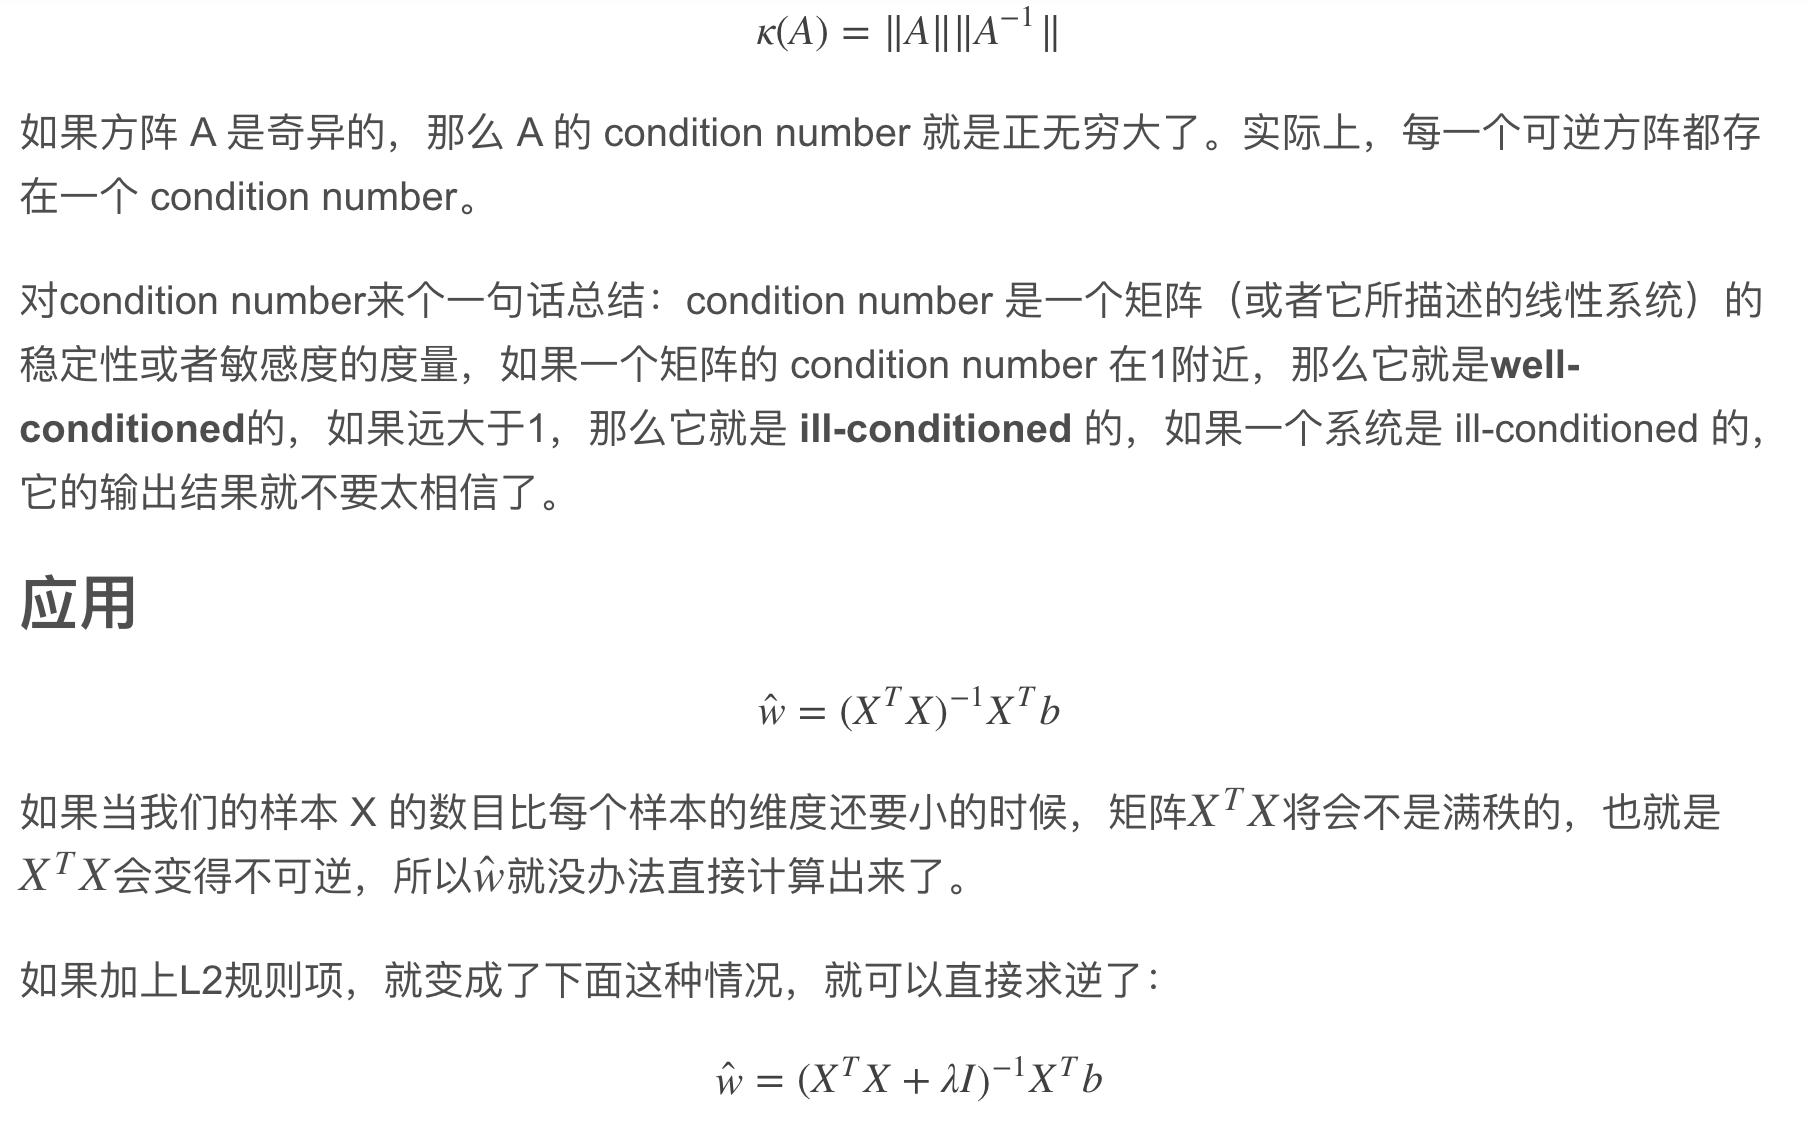 κ(A) = ‖A‖‖A⁻¹‖
如果方阵 A 是奇异的，那么 A 的 condition number 就是正无穷大了。实际上，每一个可逆方阵都存
在一个 condition number。
对condition number来个一句话总结：condition number 是一个矩阵（或者它所描述的线性系统）的
稳定性或者敏感度的度量，如果一个矩阵的 condition number 在1附近，那么它就是well-
conditioned的，如果远大于1，那么它就是 ill-conditioned 的，如果一个系统是 ill-conditioned 的，
它的输出结果就不要太相信了。
应用
ŵ = (XᵀX)⁻¹Xᵀb
如果当我们的样本 X 的数目比每个样本的维度还要小的时候，矩阵XᵀX将会不是满秩的，也就是
XᵀX会变得不可逆，所以ŵ就没办法直接计算出来了。
如果加上L2规则项，就变成了下面这种情况，就可以直接求逆了：
ŵ = (XᵀX + λI)⁻¹Xᵀb